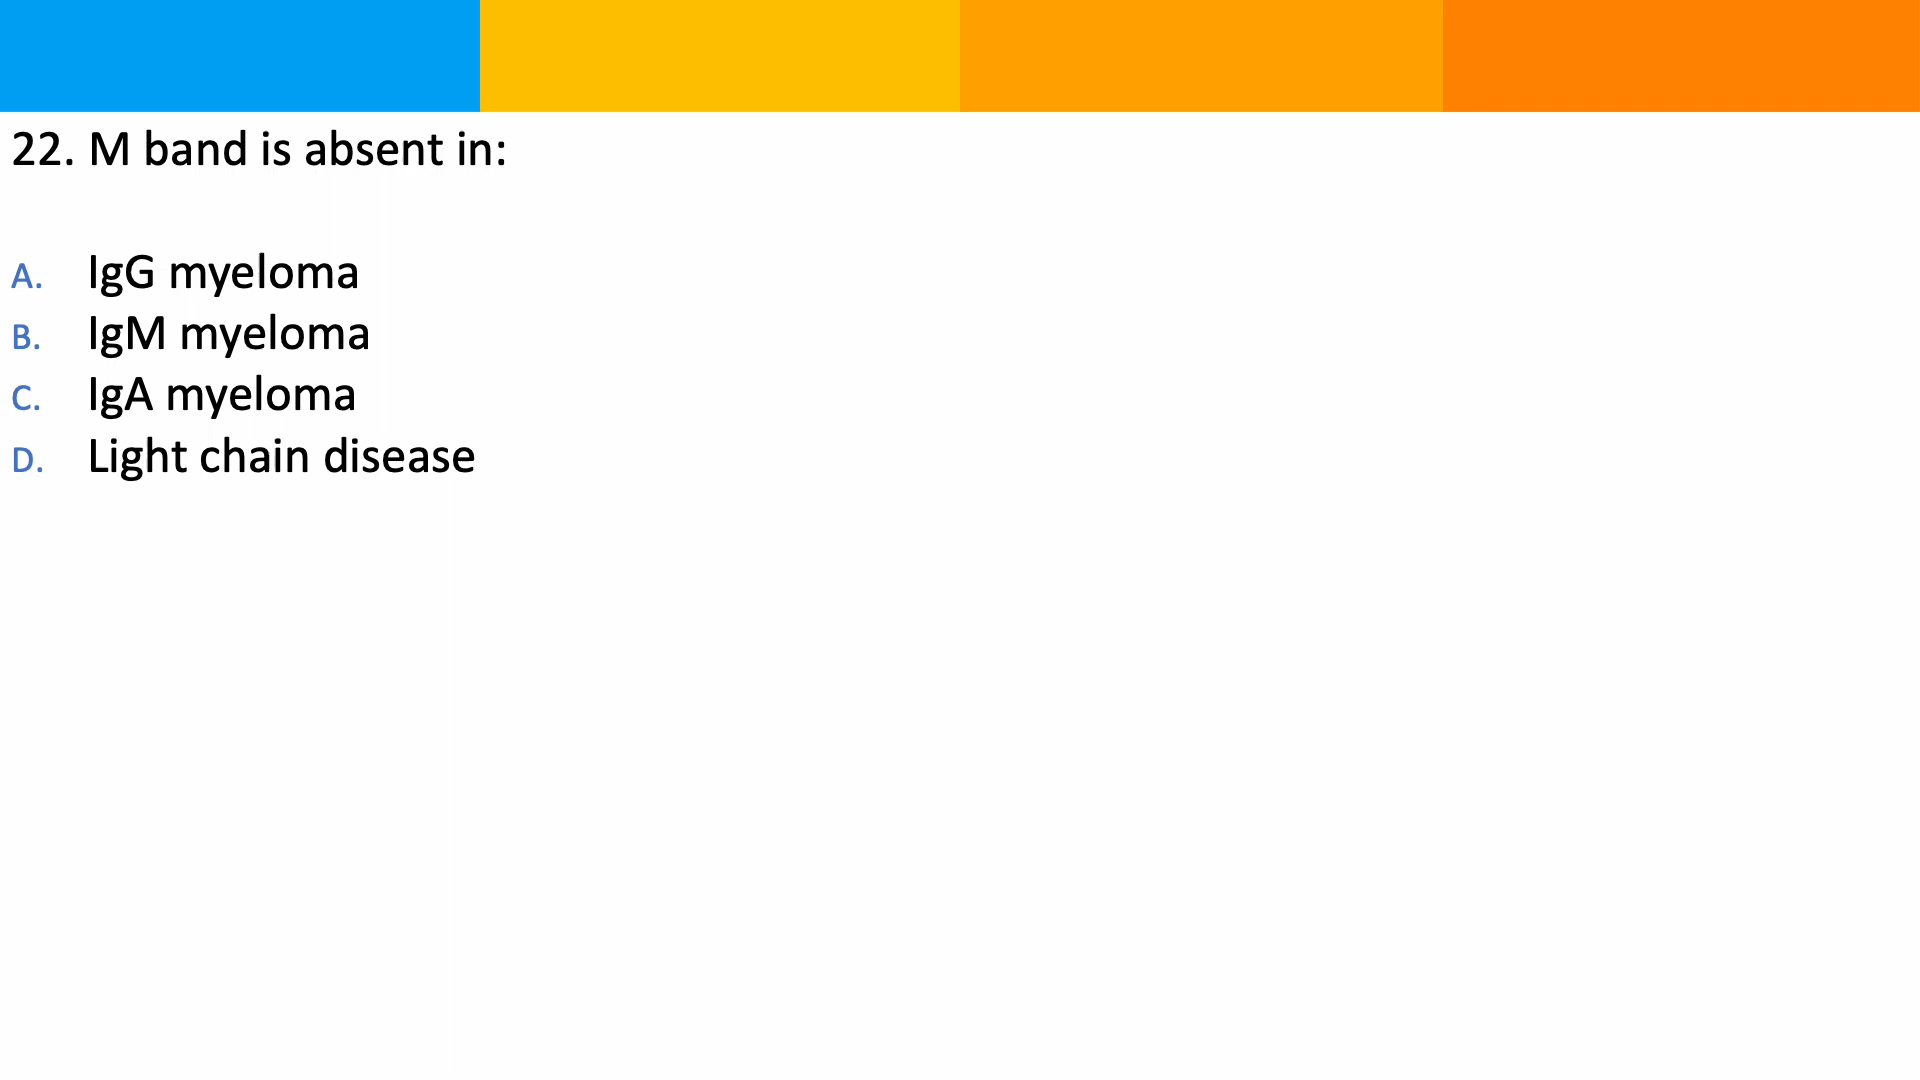 22. M band is absent in:
A. IgG myeloma
B. IgM myeloma
C. IgA myeloma
D. Light chain disease